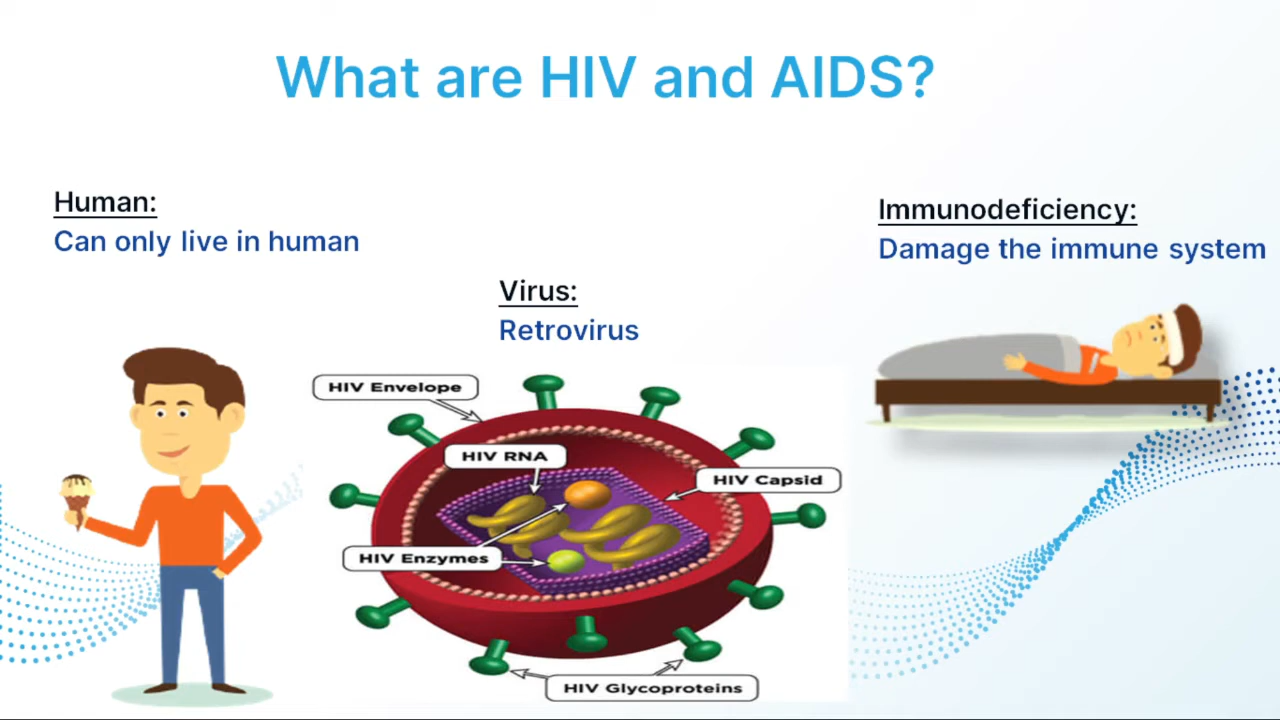 What are HIV and AIDS?
Human:
Can only live in human
Virus:
Retrovirus
Immunodeficiency:
Damage the immune system
HIV Envelope
HIV RNA
HIV Capsid
HIV Enzymes
HIV Glycoproteins